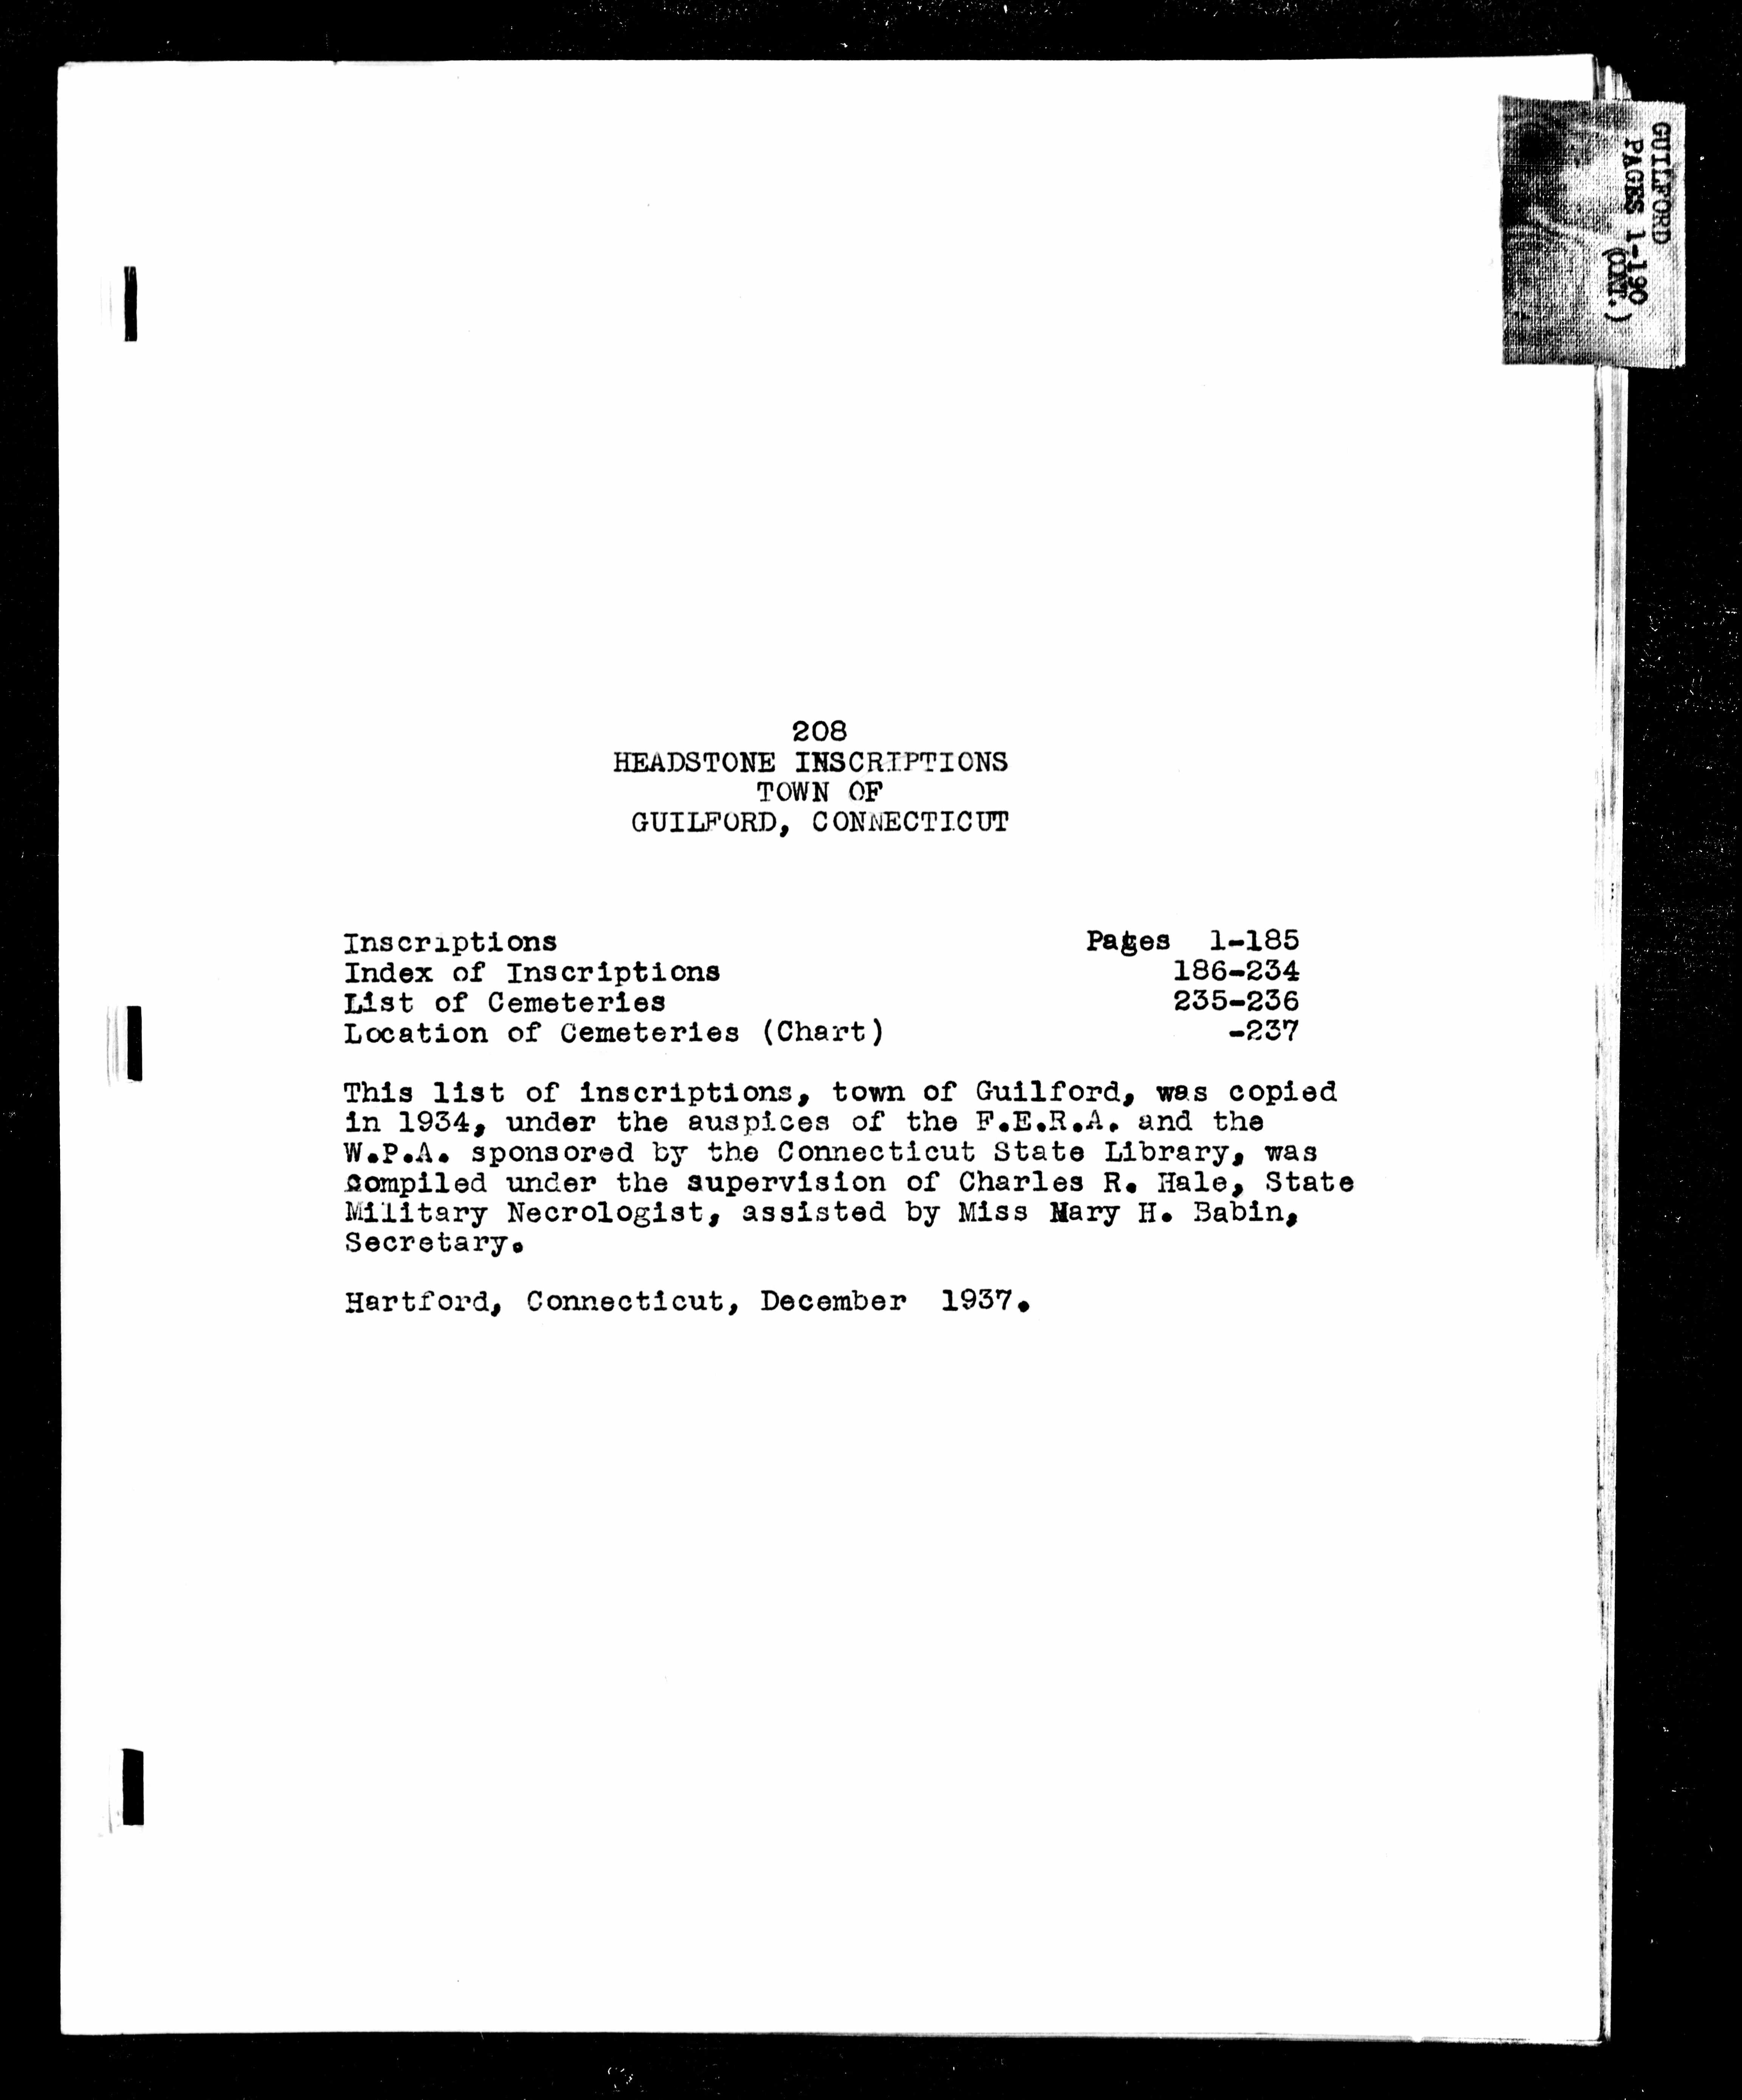 GUILFORD
PAGES 1-190
(CONT.)
208
HEADSTONE INSCRIPTIONS
TOWN OF
GUILFORD, CONNECTICUT
Inscriptions Pages 1-185
Index of Inscriptions 186-234
List of Cemeteries 235-236
Location of Cemeteries (Chart) -237
This list of inscriptions, town of Guilford, was copied
in 1934, under the auspices of the F.E.R.A. and the
W.P.A. sponsored by the Connecticut State Library, was
compiled under the supervision of Charles R. Hale, State
Military Necrologist, assisted by Miss Mary H. Babin,
Secretary.
Hartford, Connecticut, December 1937.